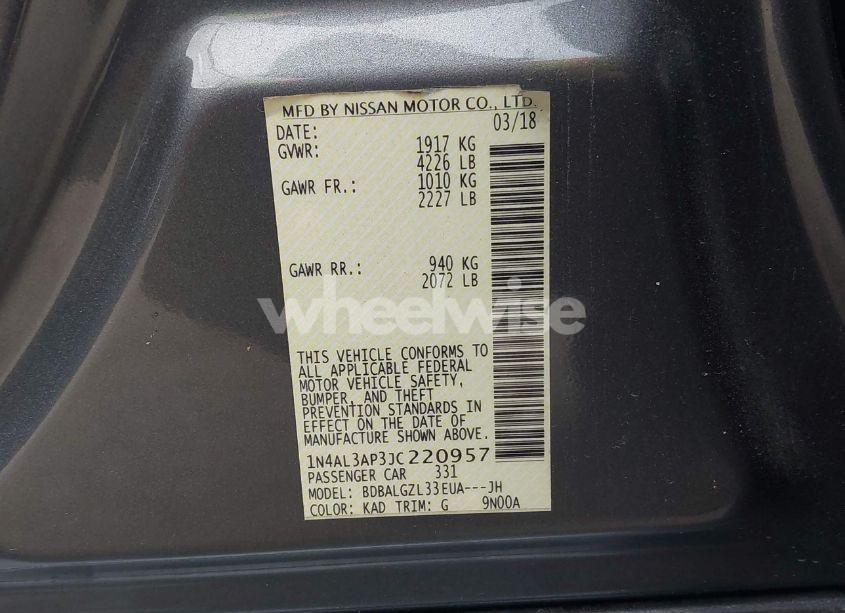 MFD BY NISSAN MOTOR CO., LTD.
DATE: 03/18
GVWR: 1917 KG
4226 LB
GAWR FR.: 1010 KG
2227 LB
GAWR RR.: 940 KG
2072 LB
wheelwise
THIS VEHICLE CONFORMS TO
ALL APPLICABLE FEDERAL
MOTOR VEHICLE SAFETY,
BUMPER, AND THEFT
PREVENTION STANDARDS IN
EFFECT ON THE DATE OF
MANUFACTURE SHOWN ABOVE.
1N4AL3AP3JC220957
PASSENGER CAR 331
MODEL: BDBALGZL33EUA---JH
COLOR: KAD TRIM: G 9N00A